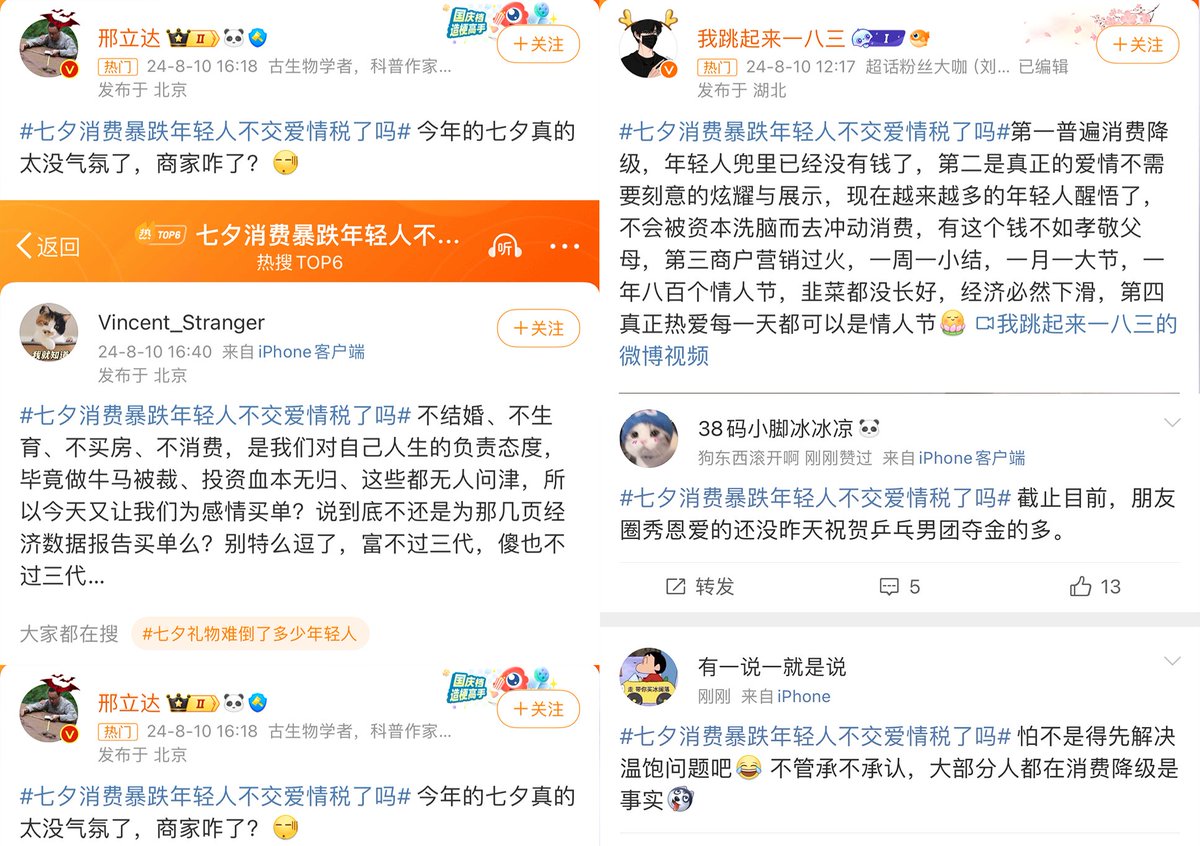 国庆档
造梗高手
邢立达 II
+关注
热门 24-8-10 16:18 古生物学者，科普作家...
发布于 北京
#七夕消费暴跌年轻人不交爱情税了吗# 今年的七夕真的
太没气氛了，商家咋了？
返回
热 TOP6 七夕消费暴跌年轻人不...
热搜 TOP6
听
Vincent_Stranger
+关注
我就知道
24-8-10 16:40 来自 iPhone客户端
发布于 北京
#七夕消费暴跌年轻人不交爱情税了吗# 不结婚、不生
育、不买房、不消费，是我们对自己人生的负责态度，
毕竟做牛马被裁、投资血本无归、这些都无人问津，所
以今天又让我们为感情买单？说到底不还是为那几页经
济数据报告买单么？别特么逗了，富不过三代，傻也不
过三代...
大家都在搜 #七夕礼物难倒了多少年轻人
国庆档
造梗高手
邢立达 II
+关注
热门 24-8-10 16:18 古生物学者，科普作家...
发布于 北京
#七夕消费暴跌年轻人不交爱情税了吗# 今年的七夕真的
太没气氛了，商家咋了？
我跳起来一八三 I
+关注
热门 24-8-10 12:17 超话粉丝大咖（刘... 已编辑
发布于 湖北
#七夕消费暴跌年轻人不交爱情税了吗#第一普遍消费降
级，年轻人兜里已经没有钱了，第二是真正的爱情不需
要刻意的炫耀与展示，现在越来越多的年轻人醒悟了，
不会被资本洗脑而去冲动消费，有这个钱不如孝敬父
母，第三商户营销过火，一周一小结，一月一大节，一
年八百个情人节，韭菜都没长好，经济必然下滑，第四
真正热爱每一天都可以是情人节 我跳起来一八三的
微博视频
38码小脚冰冰凉
狗东西滚开啊 刚刚赞过 来自 iPhone客户端
#七夕消费暴跌年轻人不交爱情税了吗# 截止目前，朋友
圈秀恩爱的还没昨天祝贺乒乓男团夺金的多。
转发 5 13
有一说一就是说
刚刚 来自 iPhone
走 带你买冰阔落
#七夕消费暴跌年轻人不交爱情税了吗# 怕不是得先解决
温饱问题吧 不管承不承认，大部分人都在消费降级是
事实